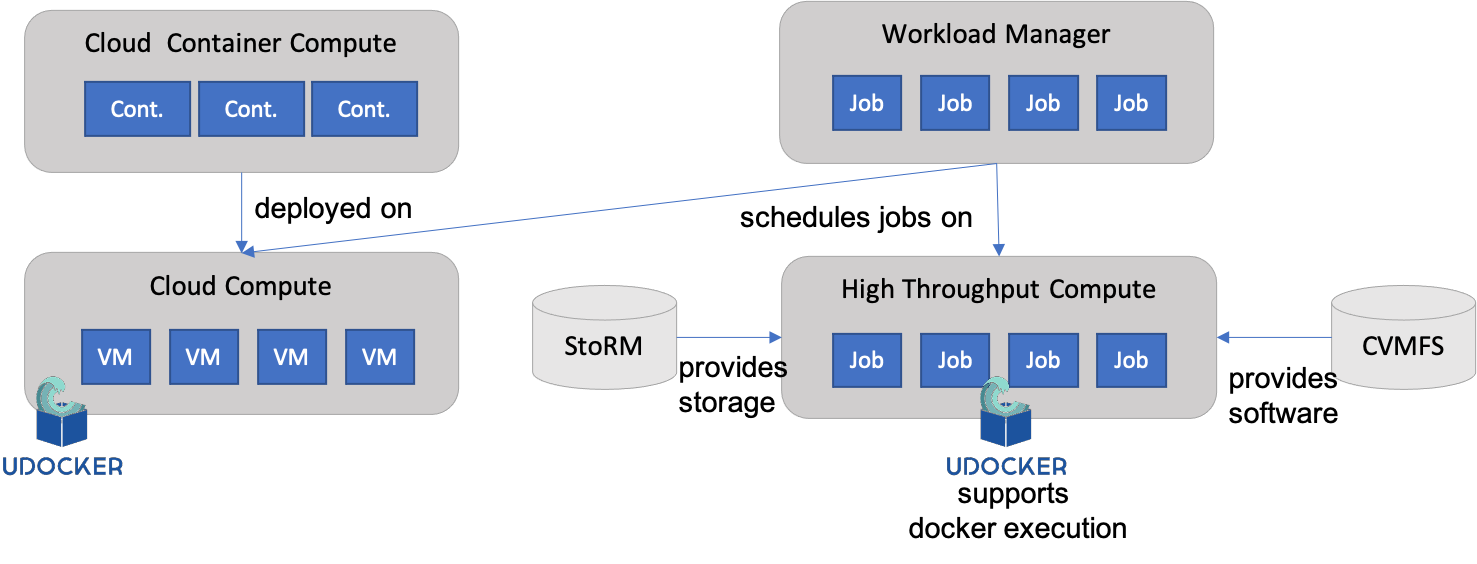 Cloud Container Compute
Cont. Cont. Cont.
Workload Manager
Job Job Job Job
deployed on
schedules jobs on
Cloud Compute
VM VM VM VM
UDOCKER
StoRM
provides
storage
High Throughput Compute
Job Job Job Job
UDOCKER
supports
docker execution
CVMFS
provides
software